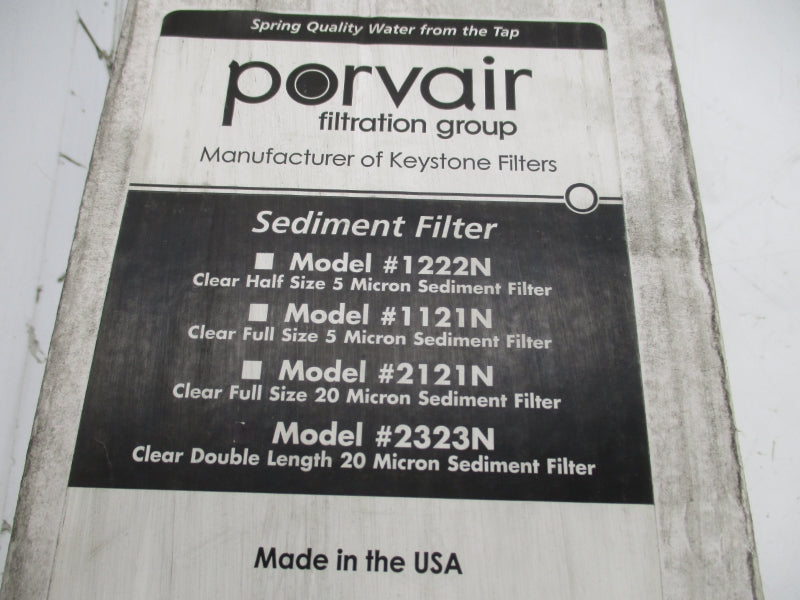 Spring Quality Water from the Tap
porvair
filtration group
Manufacturer of Keystone Filters
Sediment Filter
Model #1222N
Clear Half Size 5 Micron Sediment Filter
Model #1121N
Clear Full Size 5 Micron Sediment Filter
Model #2121N
Clear Full Size 20 Micron Sediment Filter
Model #2323N
Clear Double Length 20 Micron Sediment Filter
Made in the USA